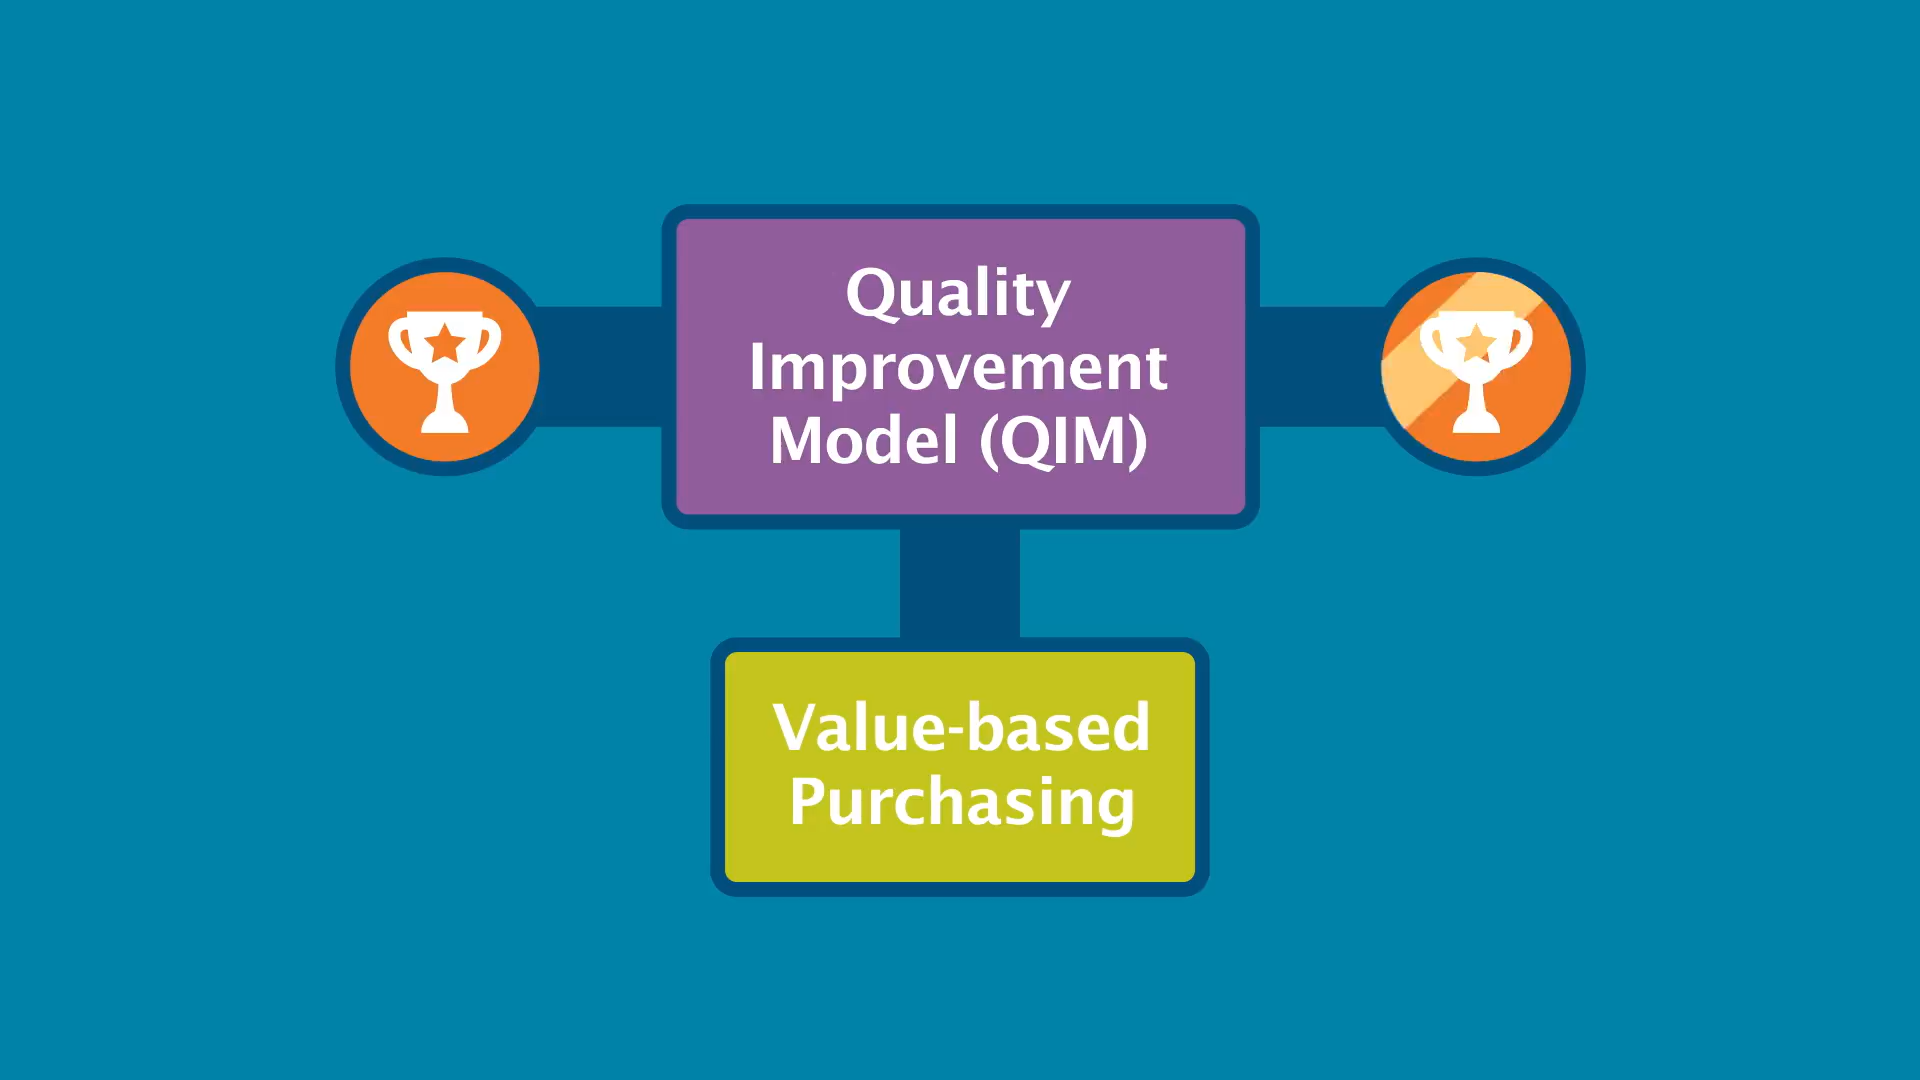 Quality
Improvement
Model (QIM)
Value-based
Purchasing